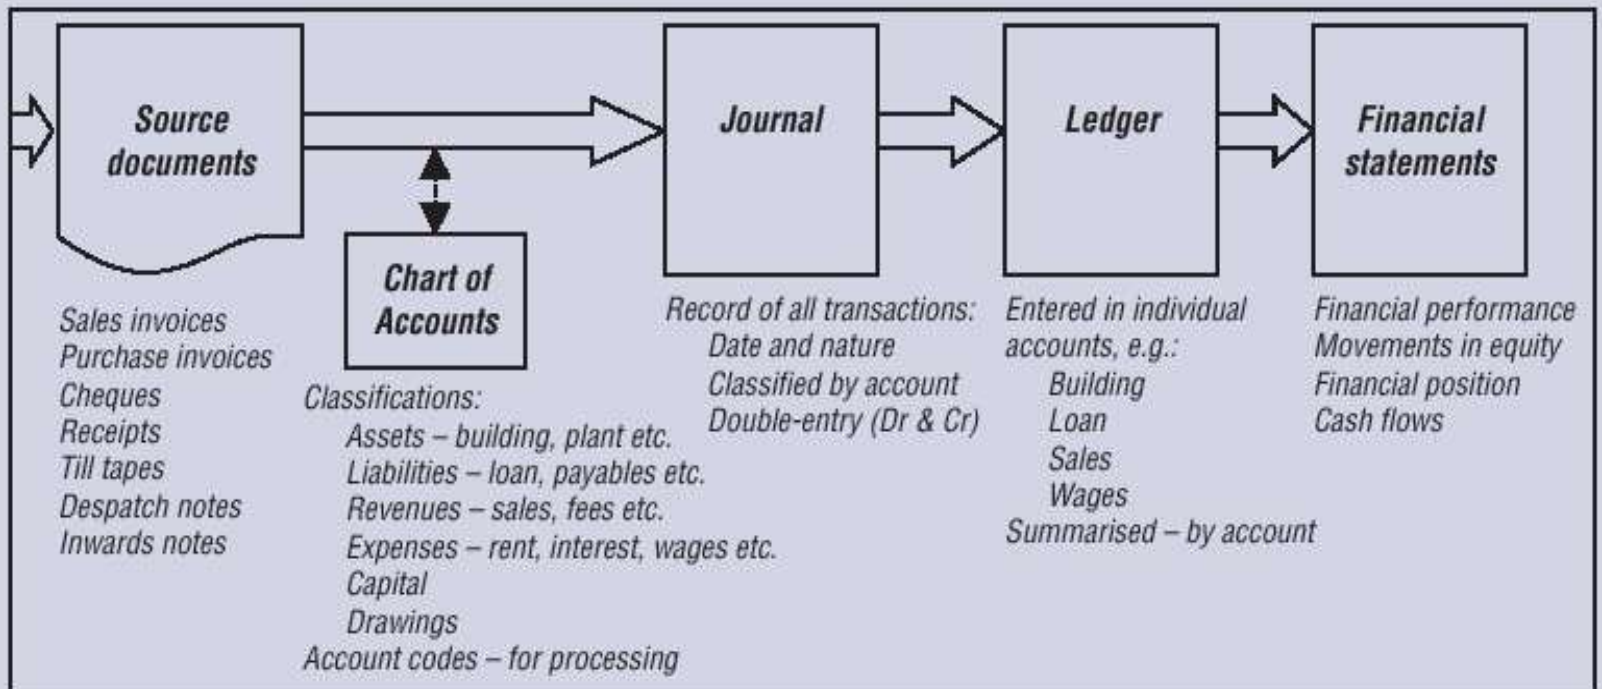 Source
documents
Journal
Ledger
Financial
statements
Chart of
Accounts
Sales invoices
Purchase invoices
Cheques
Receipts
Till tapes
Despatch notes
Inwards notes
Classifications:
Assets – building, plant etc.
Liabilities – loan, payables etc.
Revenues – sales, fees etc.
Expenses – rent, interest, wages etc.
Capital
Drawings
Account codes – for processing
Record of all transactions:
Date and nature
Classified by account
Double-entry (Dr & Cr)
Entered in individual
accounts, e.g.:
Building
Loan
Sales
Wages
Summarised – by account
Financial performance
Movements in equity
Financial position
Cash flows